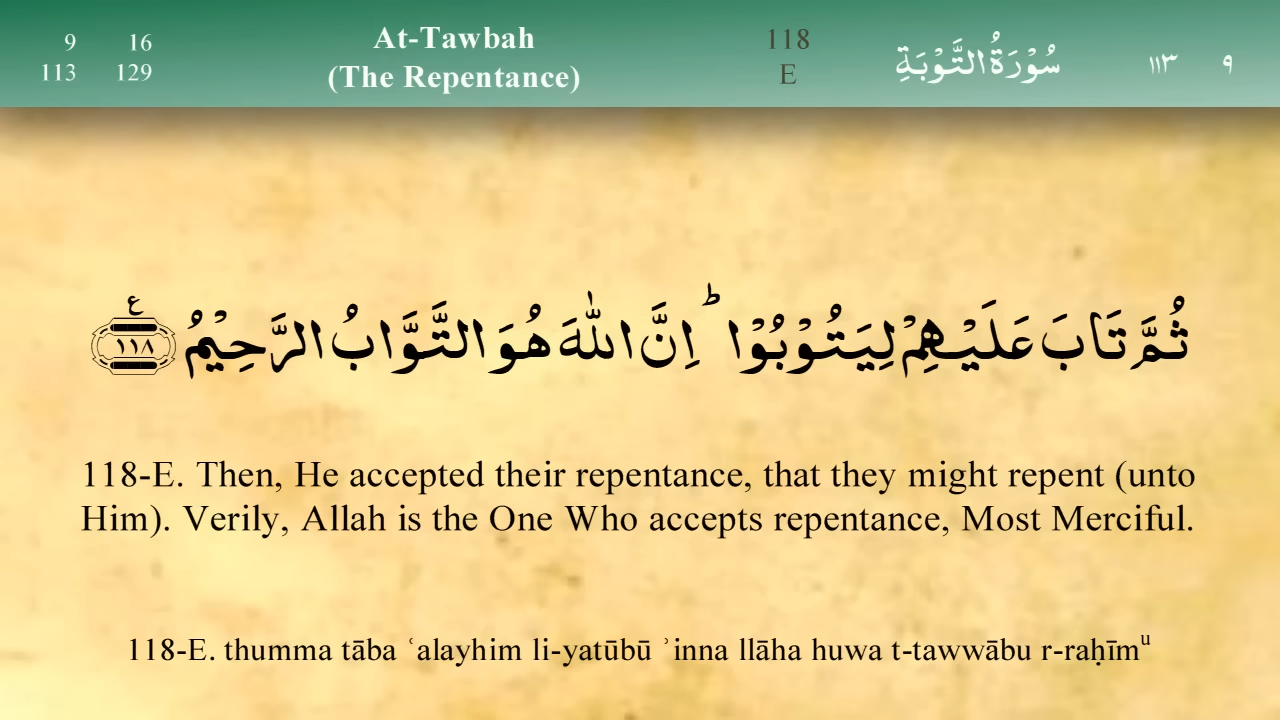 9 16
113 129
At-Tawbah
(The Repentance)
118
E
سُوْرَةُ التَّوْبَةِ
١١٣ ٩
ثُمَّ تَابَ عَلَيْهِمْ لِيَتُوْبُوْا ؕ اِنَّ اللّٰهَ هُوَ التَّوَّابُ الرَّحِيْمُ ١١٨ ع
118-E. Then, He accepted their repentance, that they might repent (unto
Him). Verily, Allah is the One Who accepts repentance, Most Merciful.
118-E. thumma tāba ʿalayhim li-yatūbū ʾinna llāha huwa t-tawwābu r-raḥīmᵘ